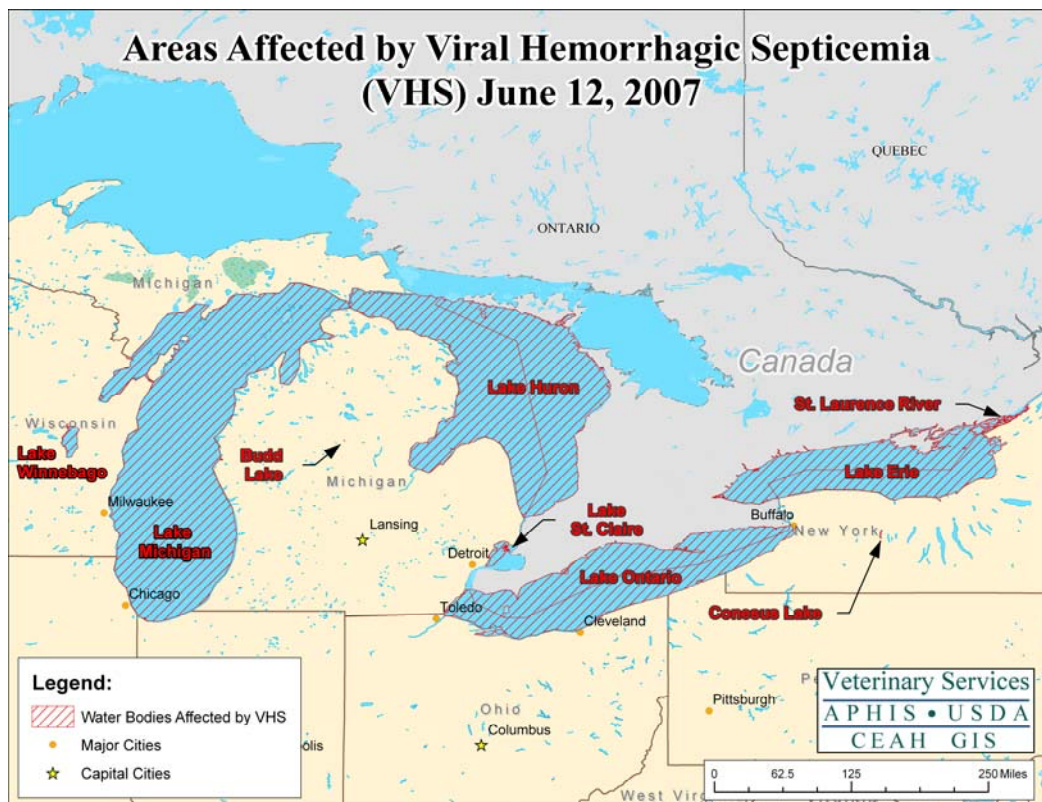 Areas Affected by Viral Hemorrhagic Septicemia
(VHS) June 12, 2007
QUEBEC
ONTARIO
Michigan
Canada
Lake Huron
St. Laurence River
Wisconsin
Lake
Winnebago
Budd
Lake
Michigan
Lake Erie
Milwaukee
Lake
Michigan
Lansing
Lake
St. Claire
Buffalo
New York
Detroit
Lake Ontario
Chicago
Toledo
Cleveland
Conesus Lake
Legend:
Water Bodies Affected by VHS
Major Cities
Capital Cities
Ohio
Columbus
Pittsburgh
Veterinary Services
APHIS • USDA
CEAH GIS
0 62.5 125 250 Miles